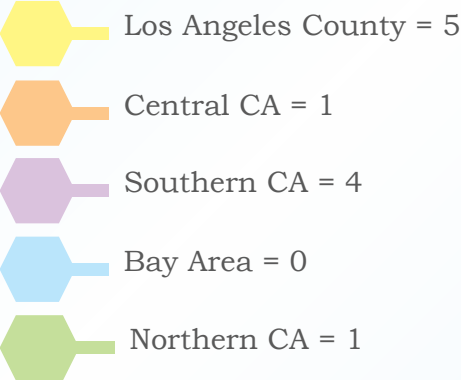 Los Angeles County = 5
Central CA = 1
Southern CA = 4
Bay Area = 0
Northern CA = 1